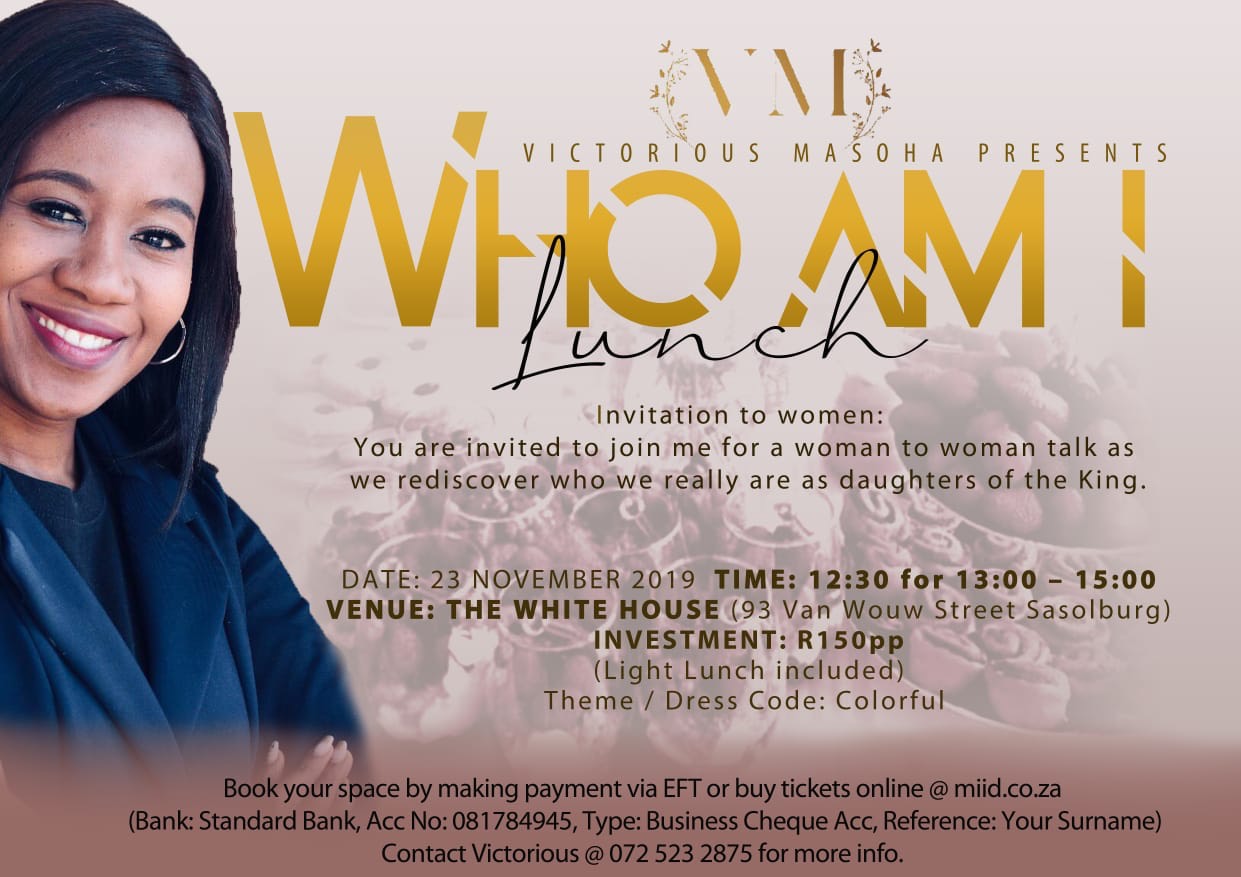 VM
VICTORIOUS MASOHA PRESENTS
WHO AM I
Lunch
Invitation to women:
You are invited to join me for a woman to woman talk as
we rediscover who we really are as daughters of the King.
DATE: 23 NOVEMBER 2019 TIME: 12:30 for 13:00 – 15:00
VENUE: THE WHITE HOUSE (93 Van Wouw Street Sasolburg)
INVESTMENT: R150pp
(Light Lunch included)
Theme / Dress Code: Colorful
Book your space by making payment via EFT or buy tickets online @ miid.co.za
(Bank: Standard Bank, Acc No: 081784945, Type: Business Cheque Acc, Reference: Your Surname)
Contact Victorious @ 072 523 2875 for more info.